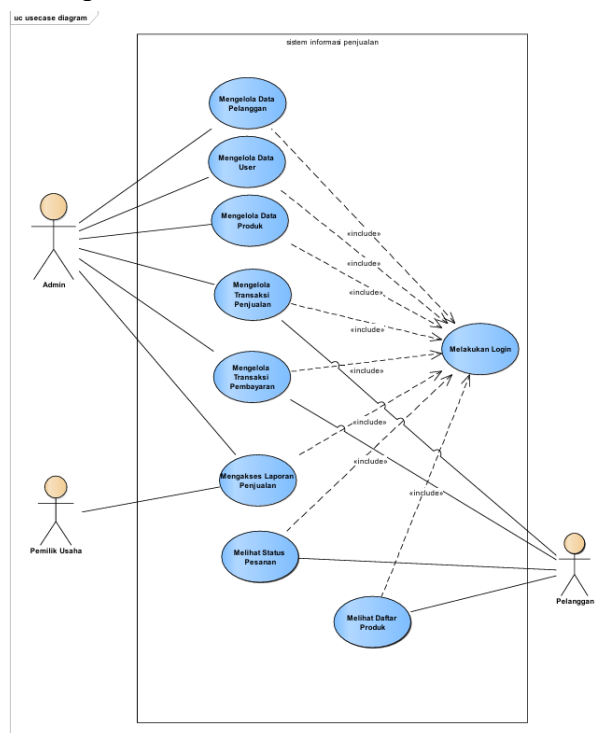 uc usecase diagram
sistem informasi penjualan
Mengelola Data
Pelanggan
Mengelola Data
User
Mengelola Data
Produk
Mengelola
Transaksi
Penjualan
Mengelola
Transaksi
Pembayaran
Mengakses Laporan
Penjualan
Melihat Status
Pesanan
Melihat Daftar
Produk
Melakukan Login
«include»
«include»
«include»
«include»
«include»
«include»
«include»
«include»
Admin
Pemilik Usaha
Pelanggan